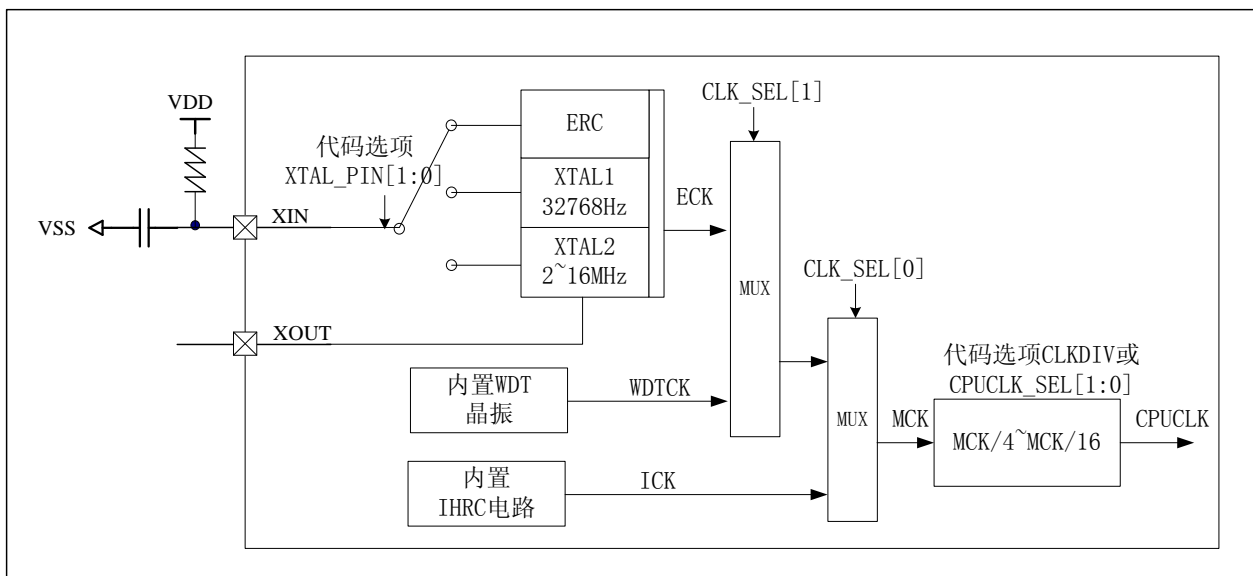 CLK_SEL[1]
VDD
ERC
代码选项
XTAL_PIN[1:0]
XTAL1
32768Hz
ECK
VSS
XIN
XTAL2
2~16MHz
CLK_SEL[0]
MUX
XOUT
代码选项CLKDIV或
CPUCLK_SEL[1:0]
内置WDT
晶振
WDTCK
MUX
MCK
MCK/4~MCK/16
CPUCLK
内置
IHRC电路
ICK